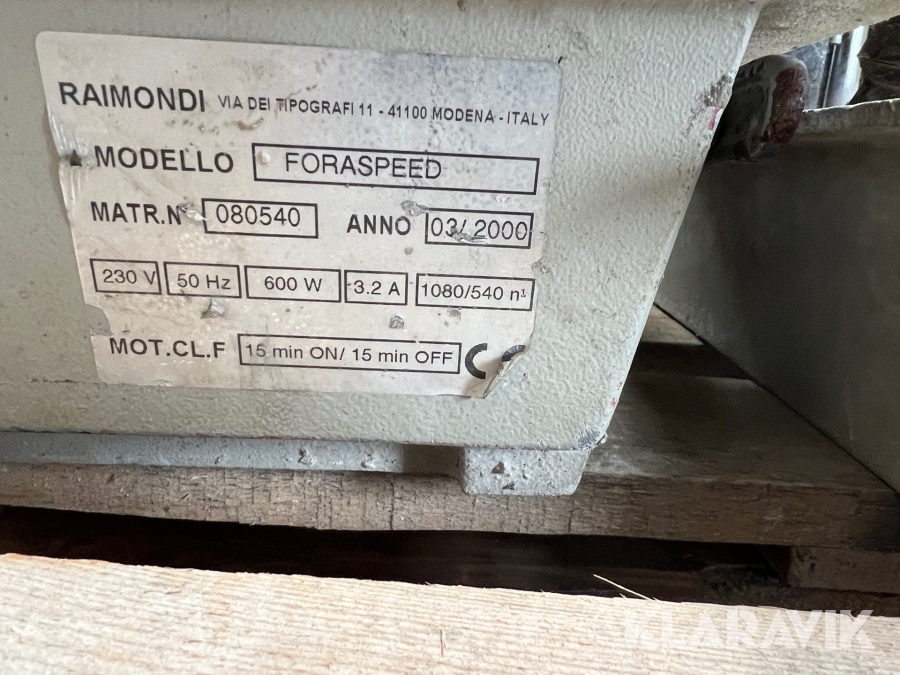 RAIMONDI VIA DEI TIPOGRAFI 11 - 41100 MODENA - ITALY
MODELLO FORASPEED
MATR.N° 080540 ANNO 03/2000
230 V 50 Hz 600 W 3.2 A 1080/540 n¹
MOT.CL.F 15 min ON/ 15 min OFF CE
KLARAVIK